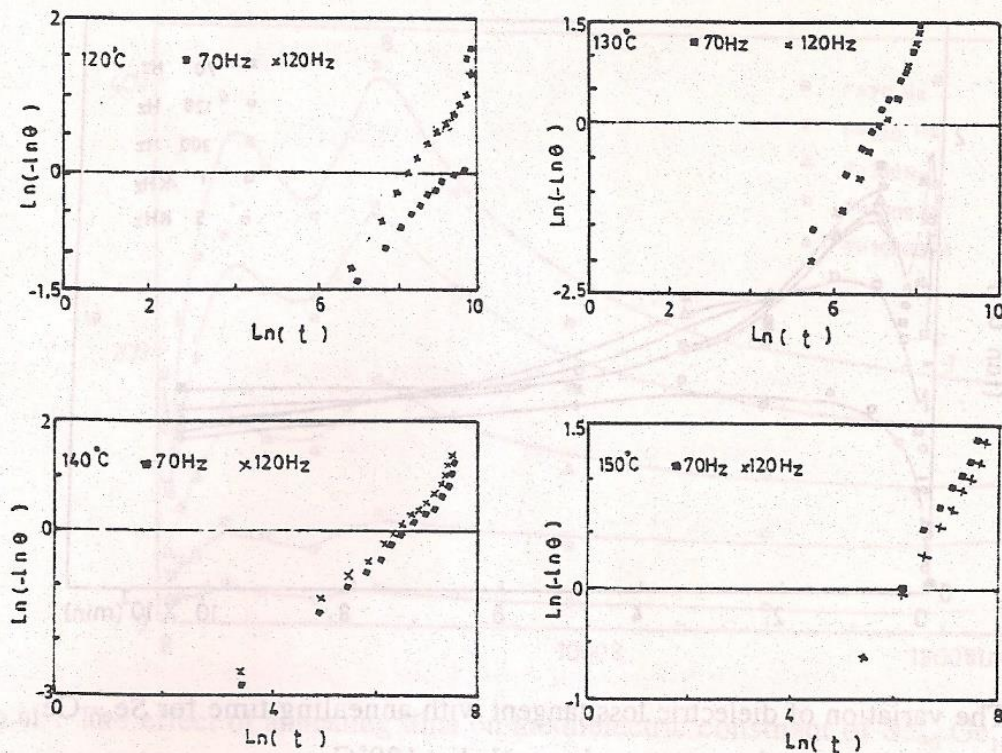 2
120°C ■ 70Hz ×120Hz
Ln(-lnθ)
0
-1.5
0 2 6 8 10
Ln( t )
1.5
130°C ■70Hz ×120Hz
Ln(-lnθ)
0
-2.5
0 2 6 10
Ln( t )
2
140°C ■70Hz ×120Hz
Ln(-lnθ)
0
-3
0 4 6 8
Ln( t )
1.5
150°C ■70Hz ×120Hz
Ln(-lnθ)
0
-1
0 4 8
Ln( t )
The variation of dielectric loss tangent with annealing time for Se